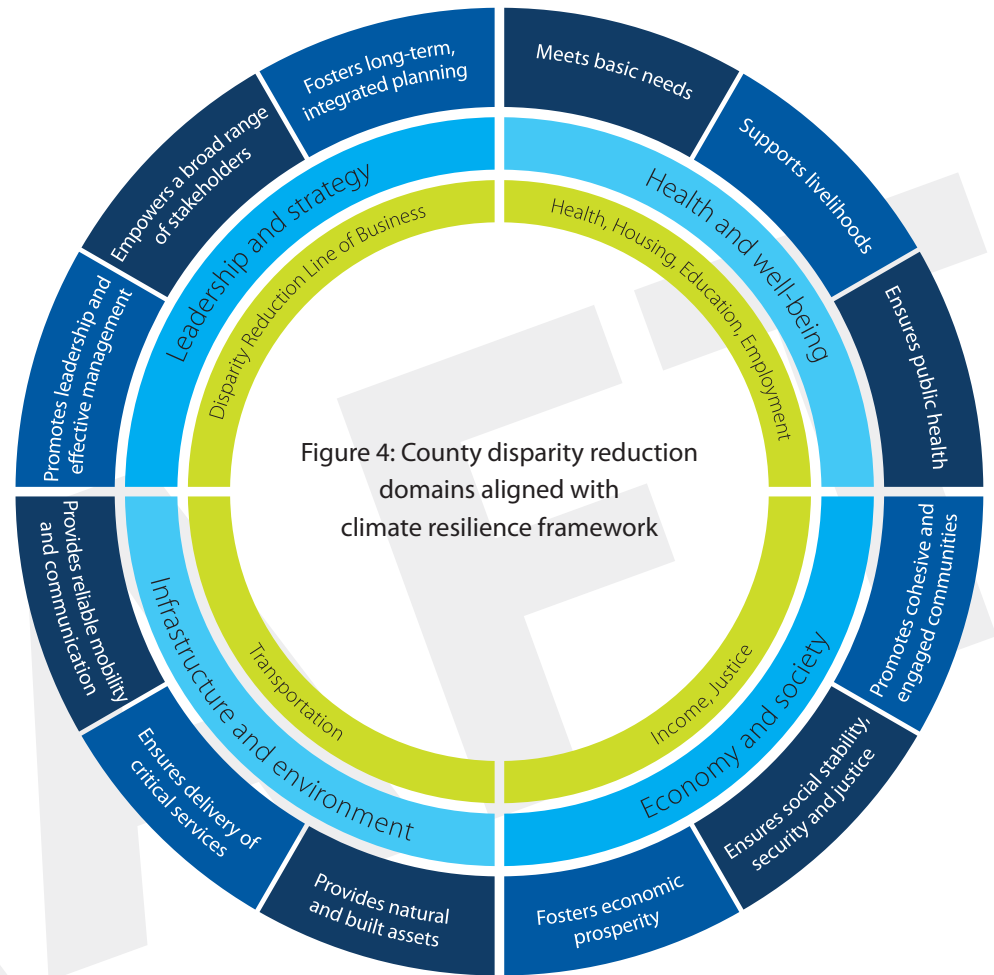 Meets basic needs
Supports livelihoods
Ensures public health
Promotes cohesive and
engaged communities
Ensures social stability,
security and justice
Fosters economic
prosperity
Provides natural
and built assets
Ensures delivery of
critical services
Provides reliable mobility
and communication
Promotes leadership and
effective management
Empowers a broad range
of stakeholders
Fosters long-term,
integrated planning
Health and well-being
Economy and society
Infrastructure and environment
Leadership and strategy
Health, Housing, Education, Employment
Income, Justice
Transportation
Disparity Reduction Line of Business
Figure 4: County disparity reduction
domains aligned with
climate resilience framework